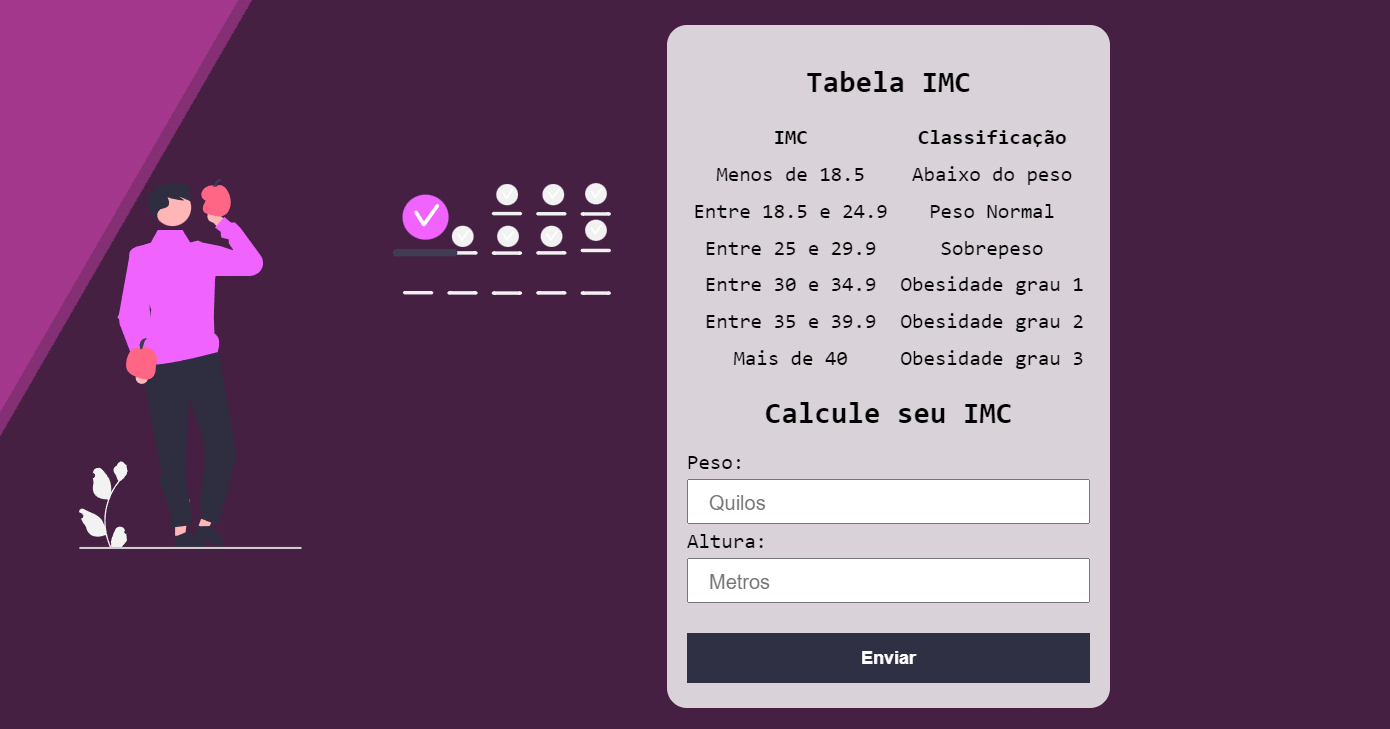 Tabela IMC
IMC Classificação
Menos de 18.5 Abaixo do peso
Entre 18.5 e 24.9 Peso Normal
Entre 25 e 29.9 Sobrepeso
Entre 30 e 34.9 Obesidade grau 1
Entre 35 e 39.9 Obesidade grau 2
Mais de 40 Obesidade grau 3
Calcule seu IMC
Peso:
Quilos
Altura:
Metros
Enviar